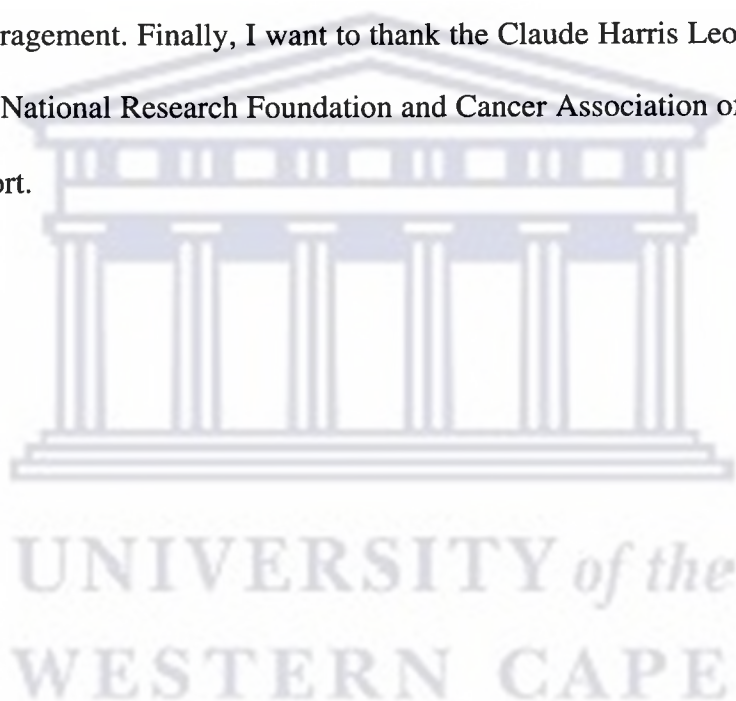 ragement. Finally, I want to thank the Claude Harris Leo
National Research Foundation and Cancer Association o
rt.
UNIVERSITY of the
WESTERN CAPE